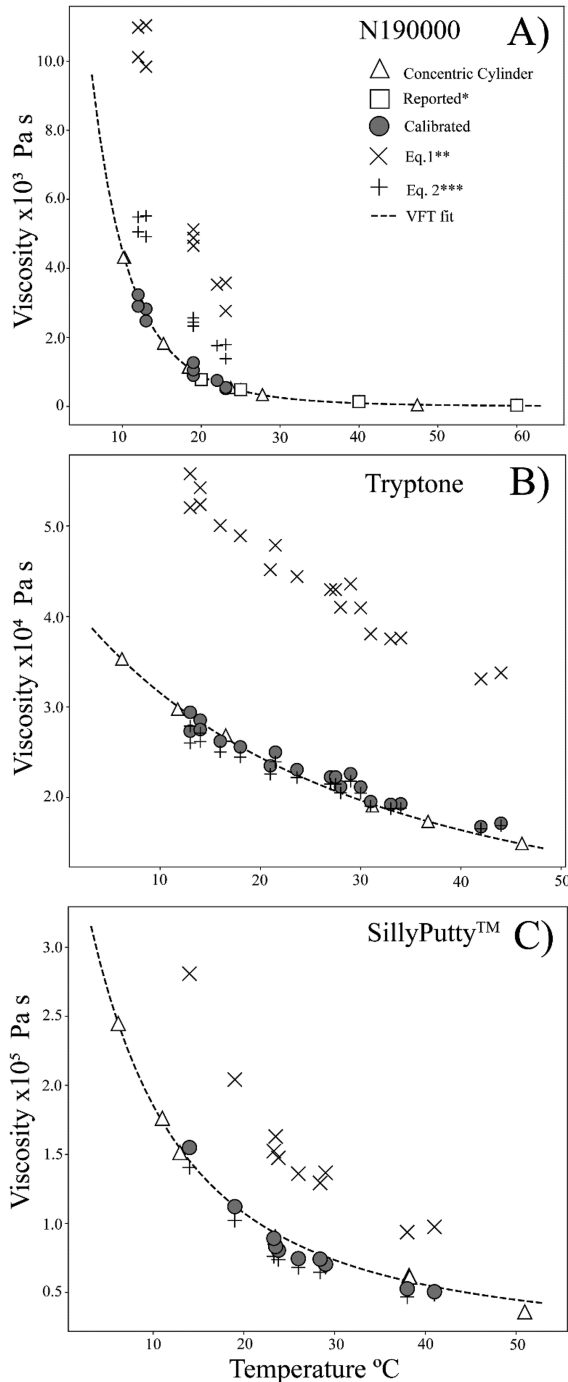 N190000
A)
Concentric Cylinder
Reported*
Calibrated
Eq.1**
Eq. 2***
VFT fit
Viscosity x10³ Pa s
10.0
8.0
6.0
4.0
2.0
0
10
20
30
40
50
60
Tryptone
B)
Viscosity x10⁴ Pa s
5.0
4.0
3.0
2.0
10
20
30
40
50
SillyPutty™
C)
Viscosity x10⁵ Pa s
3.0
2.5
2.0
1.5
1.0
0.5
10
20
30
40
50
Temperature ºC